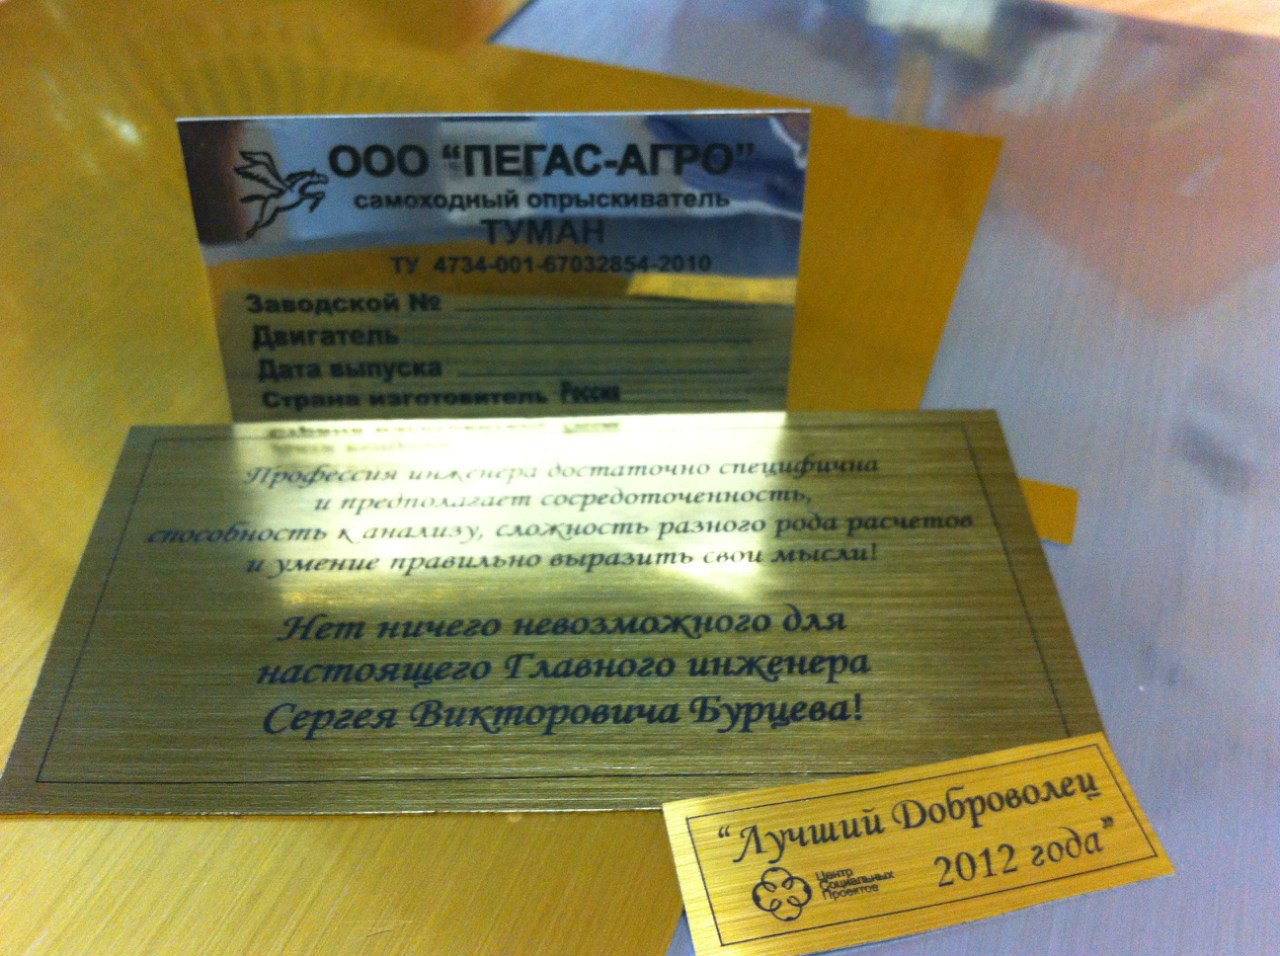 ООО “ПЕГАС-АГРО”
самоходный опрыскиватель
ТУМАН
ТУ 4734-001-67032854-2010
Заводской №
Двигатель
Дата выпуска
Страна изготовитель Россия
Профессия инженера достаточно специфична
и предполагает сосредоточенность,
способность к анализу, сложность разного рода расчетов
и умение правильно выразить свои мысли!
Нет ничего невозможного для
настоящего Главного инженера
Сергея Викторовича Бурцева!
“Лучший Доброволец
2012 года”
Центр
Социальных
Проектов